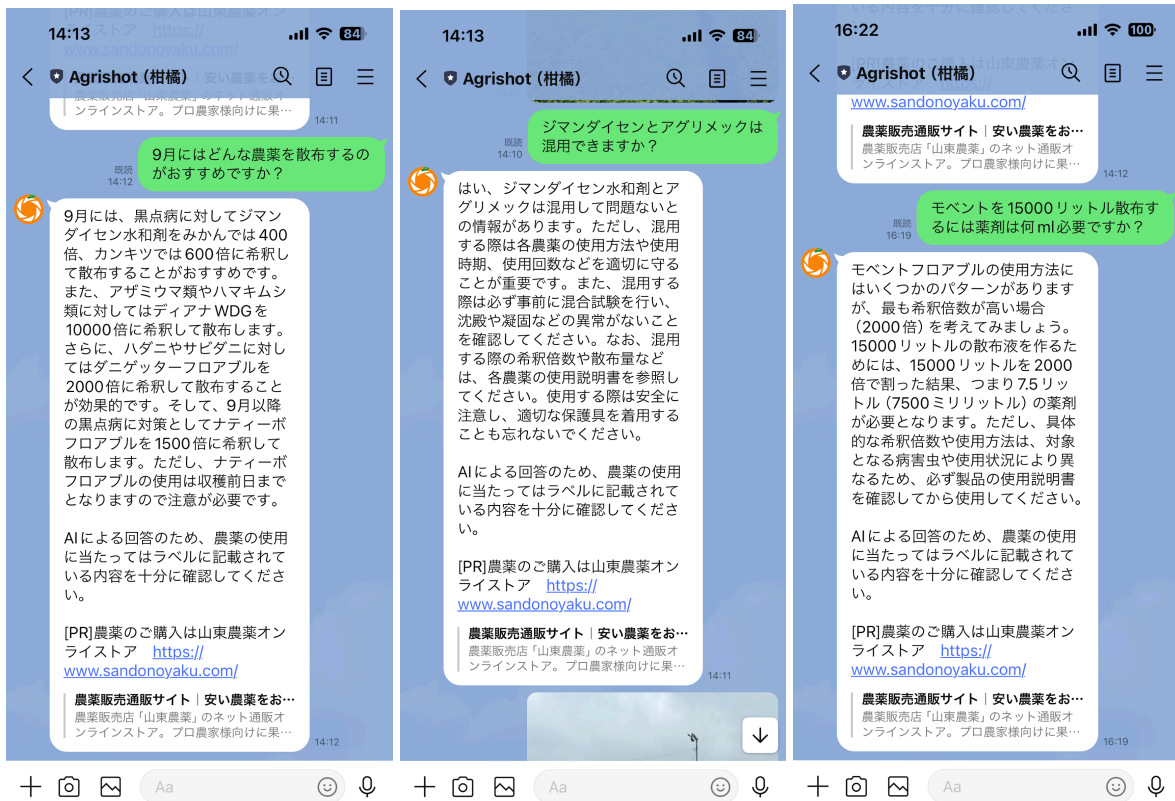 14:13
84
Agrishot (柑橘)
農薬販売店「山東農薬」のネット通販オ
ンラインストア。プロ農家様向けに果…
14:11
9月にはどんな農薬を散布するの
がおすすめですか？
既読
14:12
9月には、黒点病に対してジマン
ダイセン水和剤をみかんでは400
倍、カンキツでは600倍に希釈し
て散布することがおすすめです。
また、アザミウマ類やハマキムシ
類に対してはディアナWDGを
10000倍に希釈して散布します。
さらに、ハダニやサビダニに対し
てはダニゲッターフロアブルを
2000倍に希釈して散布すること
が効果的です。そして、9月以降
の黒点病に対策としてナティーボ
フロアブルを1500倍に希釈して
散布します。ただし、ナティーボ
フロアブルの使用は収穫前日まで
となりますので注意が必要です。
AIによる回答のため、農薬の使用
に当たってはラベルに記載されて
いる内容を十分に確認してくださ
い。
[PR]農薬のご購入は山東農薬オン
ラインストア　https://
www.sandonoyaku.com/
農薬販売通販サイト｜安い農薬をお…
農薬販売店「山東農薬」のネット通販オ
ンラインストア。プロ農家様向けに果…
14:12
Aa
14:13
84
Agrishot (柑橘)
ジマンダイセンとアグリメックは
混用できますか？
既読
14:10
はい、ジマンダイセン水和剤とア
グリメックは混用して問題ないと
の情報があります。ただし、混用
する際は各農薬の使用方法や使用
時期、使用回数などを適切に守る
ことが重要です。また、混用する
際は必ず事前に混合試験を行い、
沈殿や凝固などの異常がないこと
を確認してください。なお、混用
する際の希釈倍数や散布量など
は、各農薬の使用説明書を参照し
てください。使用する際は安全に
注意し、適切な保護具を着用する
ことも忘れないでください。
AIによる回答のため、農薬の使用
に当たってはラベルに記載されて
いる内容を十分に確認してくださ
い。
[PR]農薬のご購入は山東農薬オン
ライストア　https://
www.sandonoyaku.com/
農薬販売通販サイト｜安い農薬をお…
農薬販売店「山東農薬」のネット通販オ
ンラインストア。プロ農家様向けに果…
14:11
Aa
16:22
100
Agrishot (柑橘)
www.sandonoyaku.com/
農薬販売通販サイト｜安い農薬をお…
農薬販売店「山東農薬」のネット通販オ
ンラインストア。プロ農家様向けに果…
14:12
モベントを15000リットル散布す
るには薬剤は何ml必要ですか？
既読
16:19
モベントフロアブルの使用方法に
はいくつかのパターンがあります
が、最も希釈倍数が高い場合
（2000倍）を考えてみましょう。
15000リットルの散布液を作るた
めには、15000リットルを2000
倍で割った結果、つまり7.5リッ
トル（7500ミリリットル）の薬剤
が必要となります。ただし、具体
的な希釈倍数や使用方法は、対象
となる病害虫や使用状況により異
なるため、必ず製品の使用説明書
を確認してから使用してください。
AIによる回答のため、農薬の使用
に当たってはラベルに記載されて
いる内容を十分に確認してくださ
い。
[PR]農薬のご購入は山東農薬オン
ライストア　https://
www.sandonoyaku.com/
農薬販売通販サイト｜安い農薬をお…
農薬販売店「山東農薬」のネット通販オ
ンラインストア。プロ農家様向けに果…
16:19
Aa